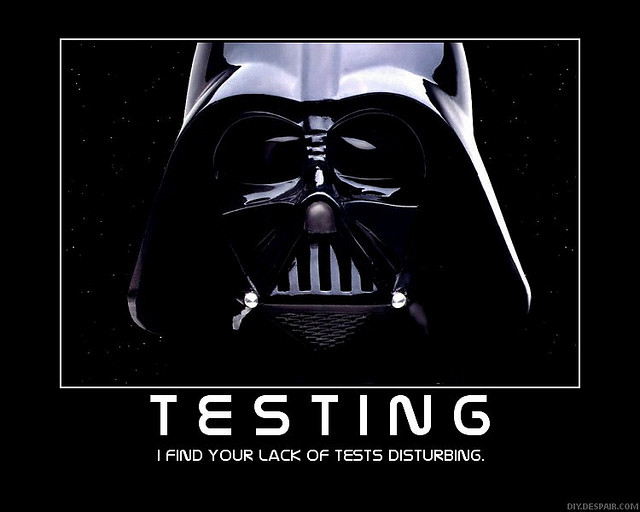 TESTING
I FIND YOUR LACK OF TESTS DISTURBING.
DIY.DESPAIR.COM